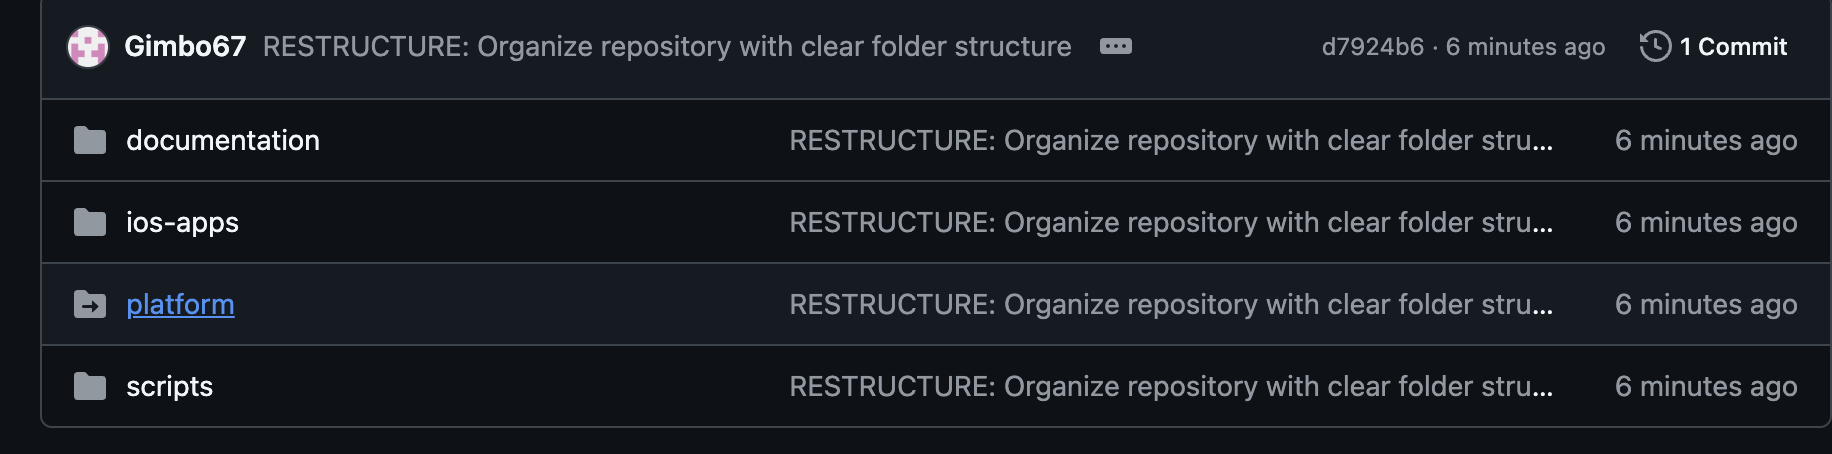 Gimbo67 RESTRUCTURE: Organize repository with clear folder structure d7924b6 · 6 minutes ago 1 Commit
documentation RESTRUCTURE: Organize repository with clear folder stru... 6 minutes ago
ios-apps RESTRUCTURE: Organize repository with clear folder stru... 6 minutes ago
platform RESTRUCTURE: Organize repository with clear folder stru... 6 minutes ago
scripts RESTRUCTURE: Organize repository with clear folder stru... 6 minutes ago